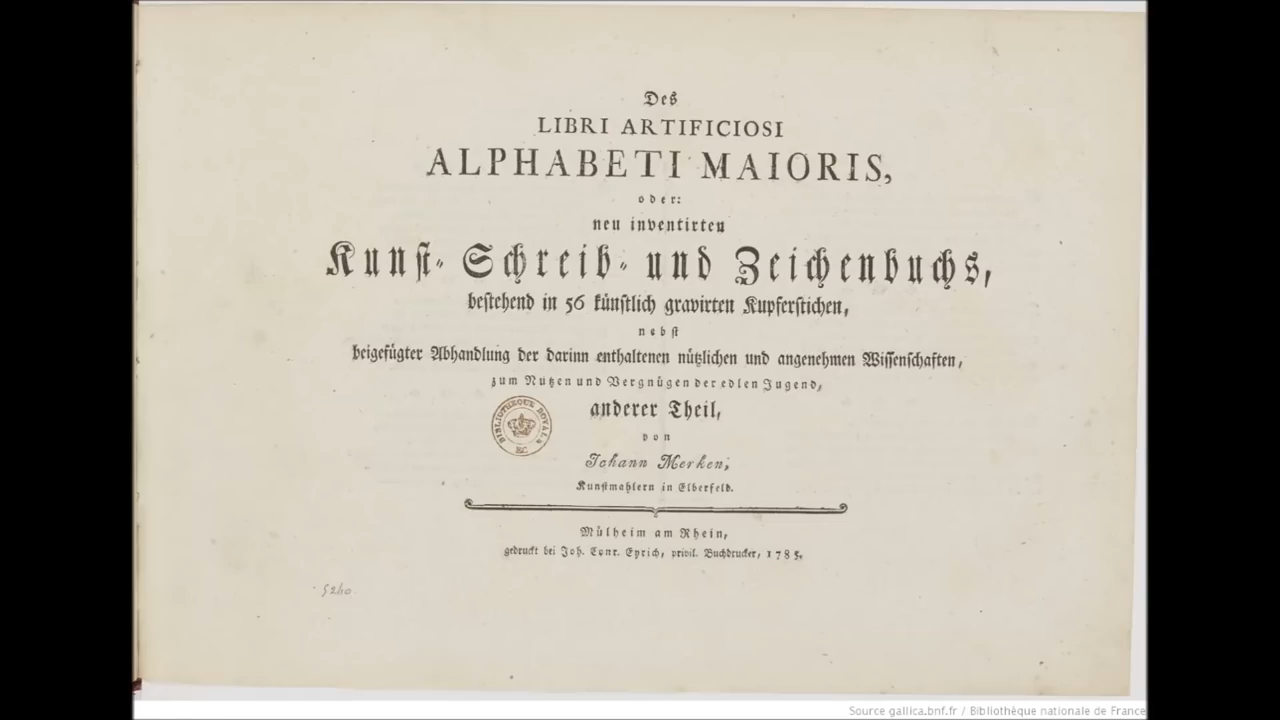 Des
LIBRI ARTIFICIOSI
ALPHABETI MAIORIS,
oder:
neu inventirten
Kunst- Schreib- und Zeichenbuchs,
bestehend in 56 künstlich gravirten Kupferstichen,
nebst
beigefügter Abhandlung der darinn enthaltenen nützlichen und angenehmen Wissenschaften,
zum Nutzen und Vergnügen der edlen Jugend,
anderer Theil,
von
Johann Merken,
Kunstmahlern in Elberfeld.
BIBLIOTHEQUE ROYALE
Mülheim am Rhein,
gedruckt bei Joh. Conr. Eyrich, privil. Buchdrucker, 1785.
5240
Source gallica.bnf.fr / Bibliothèque nationale de France